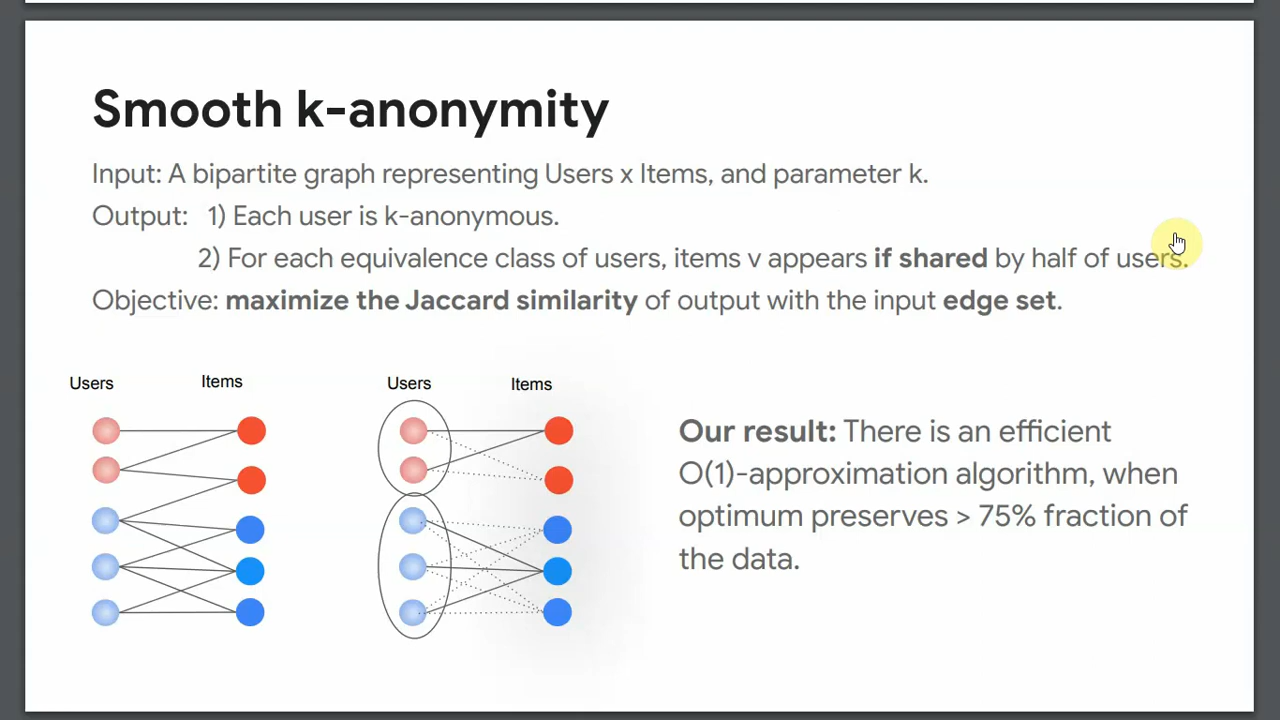 Smooth k-anonymity
Input: A bipartite graph representing Users x Items, and parameter k.
Output: 1) Each user is k-anonymous.
2) For each equivalence class of users, items v appears if shared by half of users.
Objective: maximize the Jaccard similarity of output with the input edge set.
Users Items Users Items
Our result: There is an efficient
O(1)-approximation algorithm, when
optimum preserves > 75% fraction of
the data.